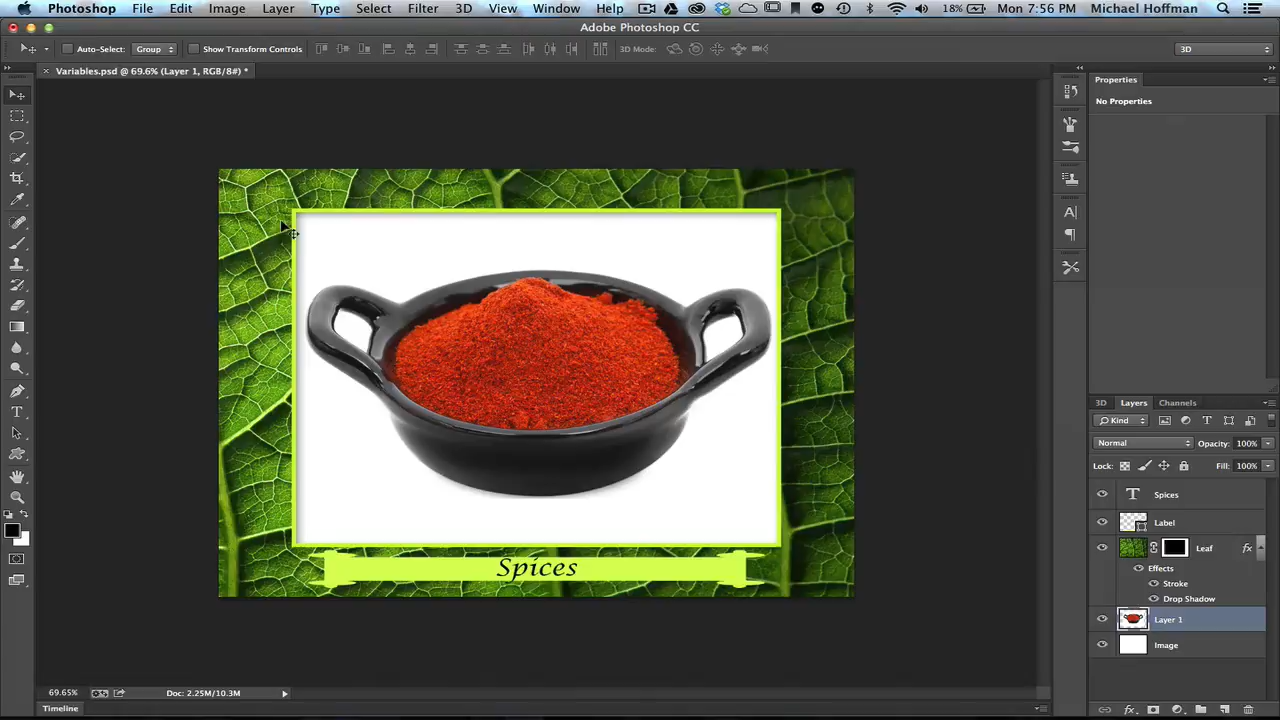 Photoshop File Edit Image Layer Type Select Filter 3D View Window Help 18% Mon 7:56 PM Michael Hoffman
Adobe Photoshop CC
Auto-Select: Group Show Transform Controls 3D Mode: 3D
Variables.psd @ 69.6% (Layer 1, RGB/8#) *
Properties
No Properties
3D Layers Channels
Kind
Normal Opacity: 100%
Lock: Fill: 100%
Spices
Label
Leaf fx
Effects
Stroke
Drop Shadow
Layer 1
Image
Spices
69.65% Doc: 2.25M/10.3M
Timeline